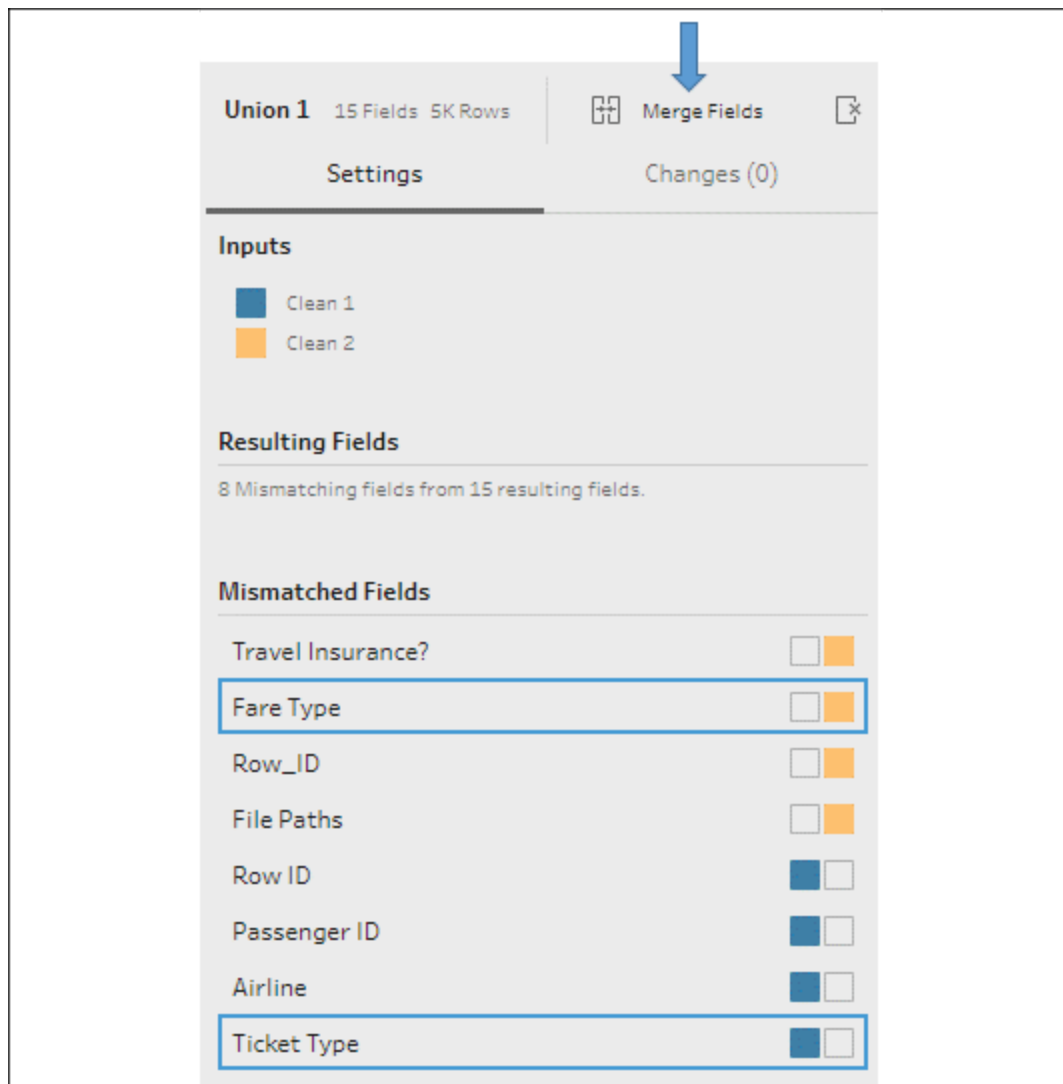 Union 1 15 Fields 5K Rows Merge Fields
Settings Changes (0)
Inputs
Clean 1
Clean 2
Resulting Fields
8 Mismatching fields from 15 resulting fields.
Mismatched Fields
Travel Insurance?
Fare Type
Row_ID
File Paths
Row ID
Passenger ID
Airline
Ticket Type